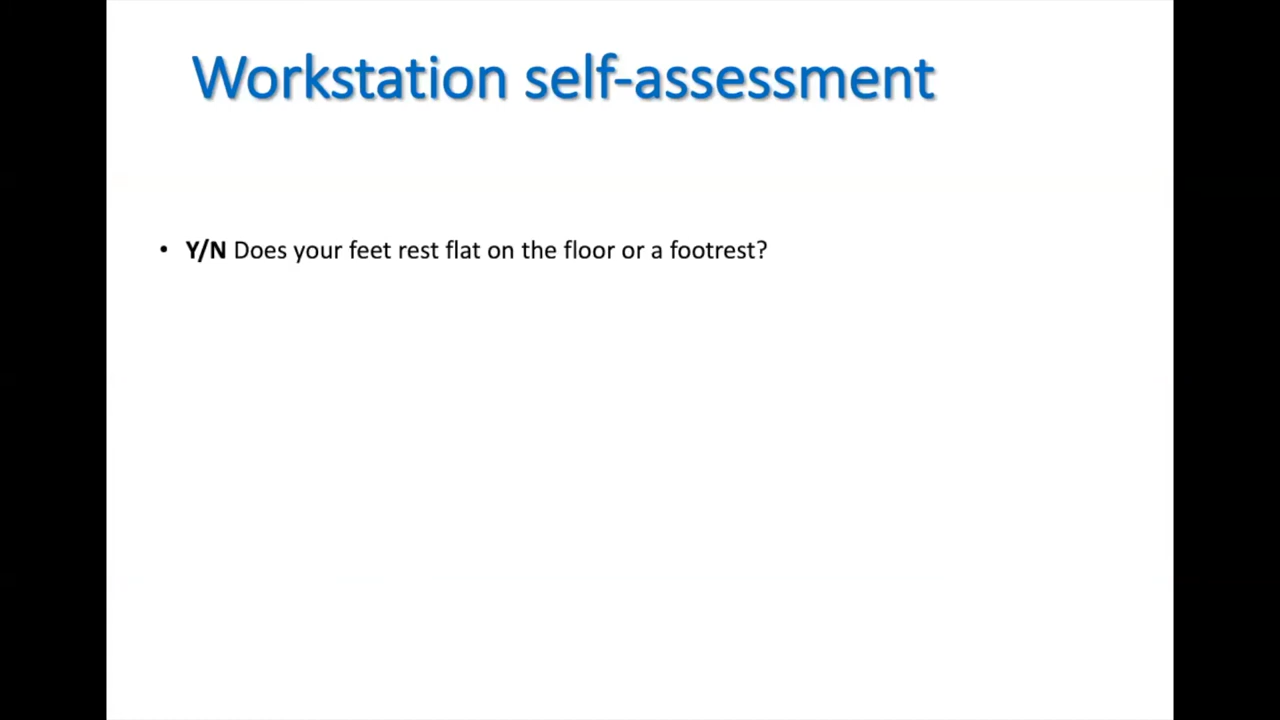 Workstation self-assessment
• Y/N Does your feet rest flat on the floor or a footrest?